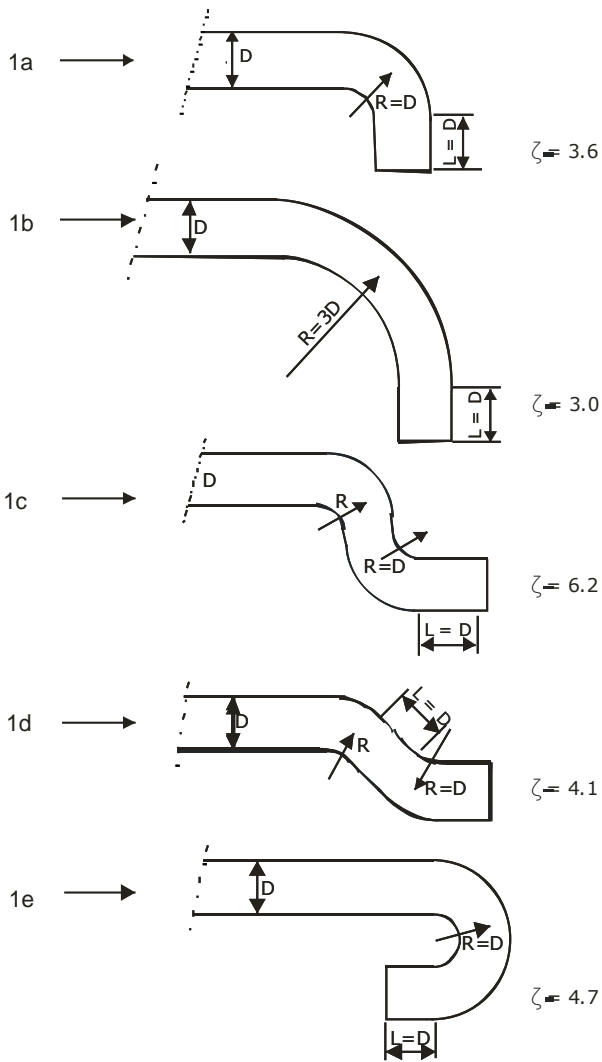 1a
D
R=D
L = D
ζ= 3.6
1b
D
R=3D
L = D
ζ= 3.0
1c
D
R
R=D
L = D
ζ= 6.2
1d
D
L = D
R
R=D
ζ= 4.1
1e
D
R=D
L=D
ζ= 4.7